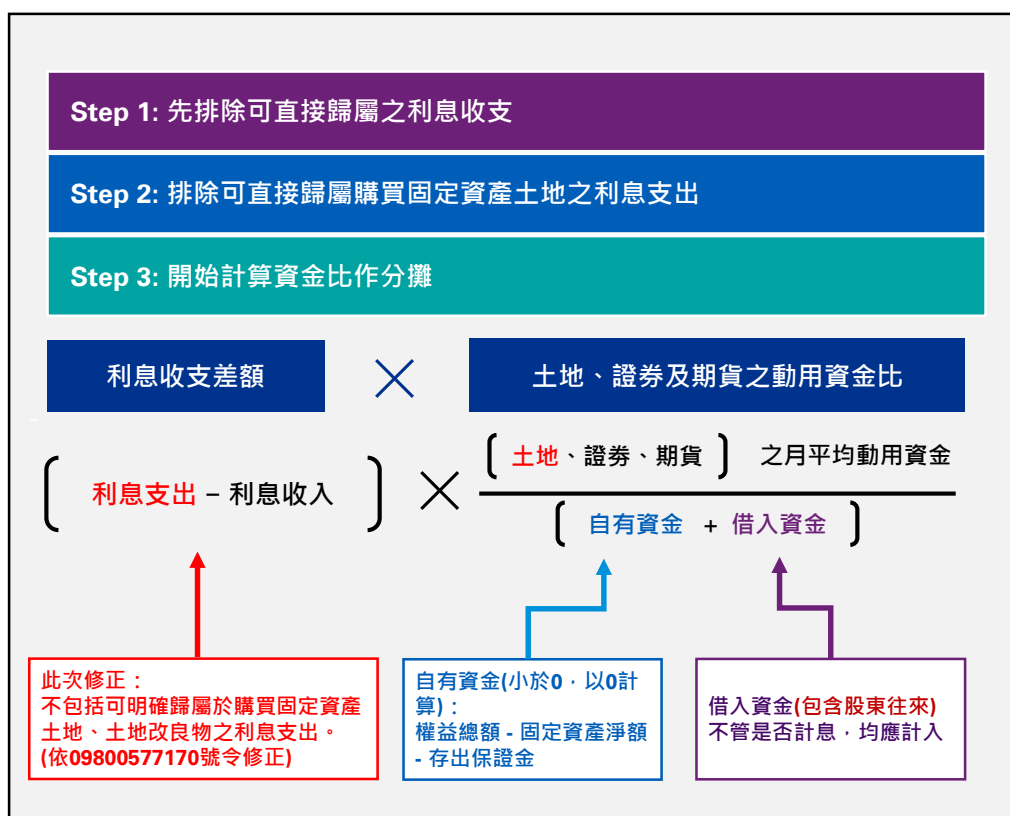 Step 1: 先排除可直接歸屬之利息收支
Step 2: 排除可直接歸屬購買固定資產土地之利息支出
Step 3: 開始計算資金比作分攤
利息收支差額 × 土地、證券及期貨之動用資金比
[土地、證券、期貨] 之月平均動用資金
(利息支出 – 利息收入) ×
[自有資金 + 借入資金]
此次修正：
不包括可明確歸屬於購買固定資產
土地、土地改良物之利息支出。
(依09800577170號令修正)
自有資金(小於0，以0計
算)：
權益總額 - 固定資產淨額
- 存出保證金
借入資金(包含股東往來)
不管是否計息，均應計入